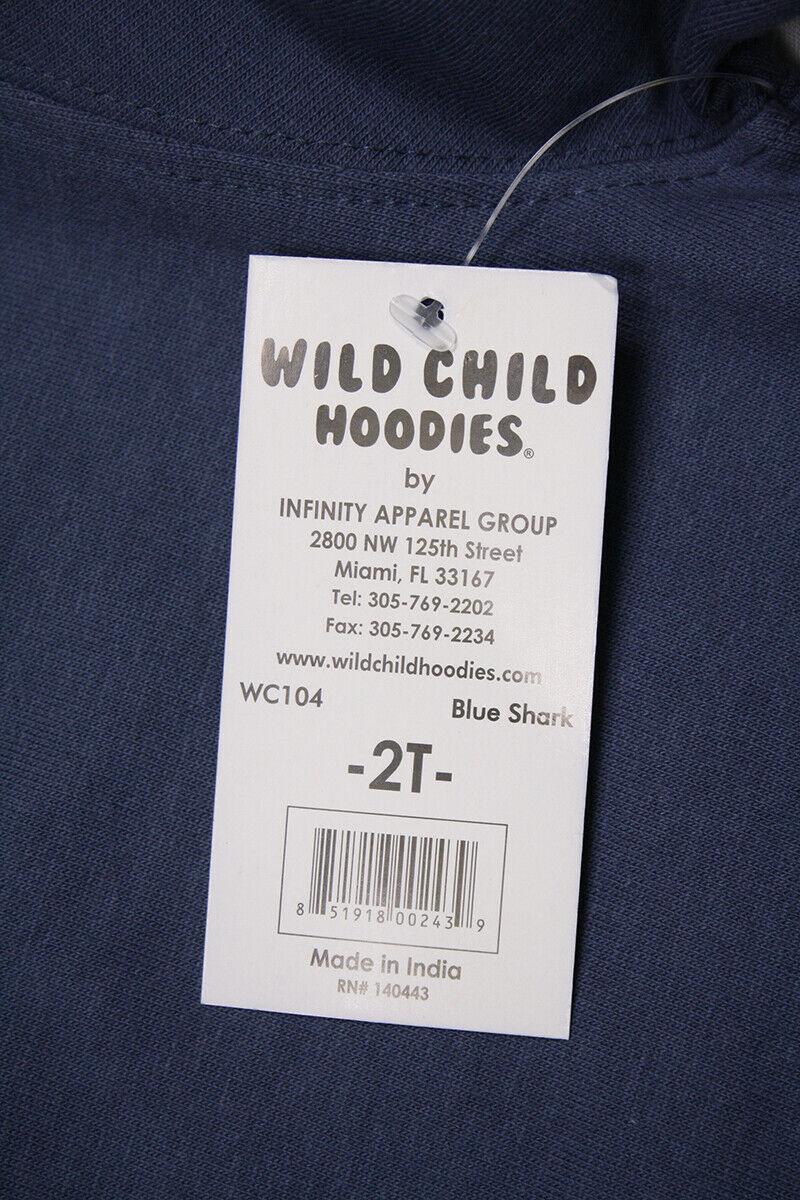 WILD CHILD
HOODIES®
by
INFINITY APPAREL GROUP
2800 NW 125th Street
Miami, FL 33167
Tel: 305-769-2202
Fax: 305-769-2234
www.wildchildhoodies.com
WC104 Blue Shark
-2T-
8 51918 00243 9
Made in India
RN# 140443